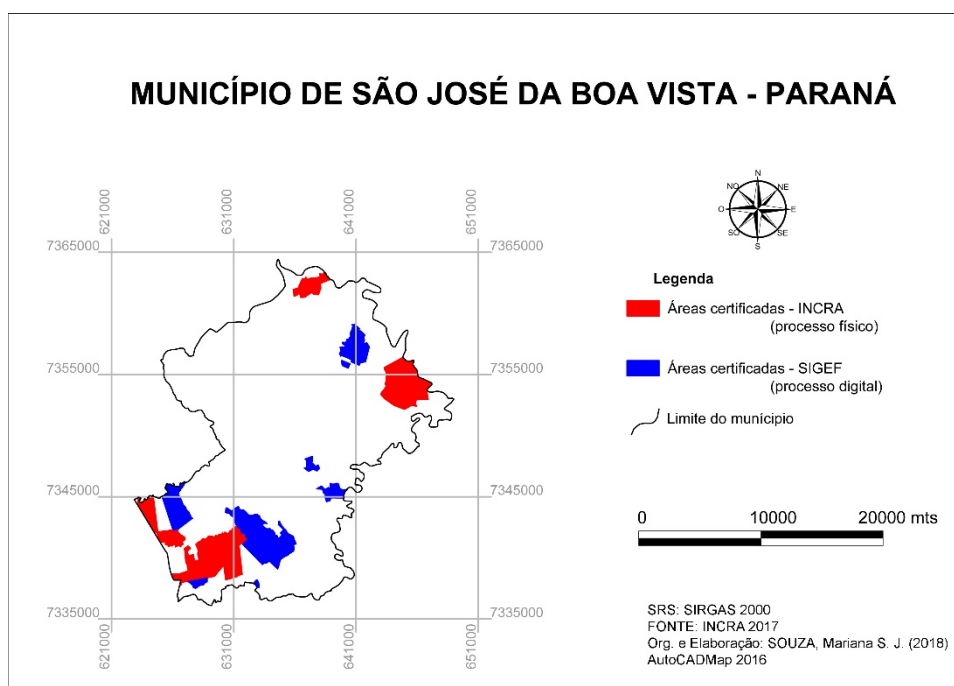 MUNICÍPIO DE SÃO JOSÉ DA BOA VISTA - PARANÁ
621000
631000
641000
651000
7365000
7365000
7355000
7355000
7345000
7345000
7335000
7335000
621000
631000
641000
651000
N
NO
NE
O
E
SO
SE
S
Legenda
Áreas certificadas - INCRA
(processo físico)
Áreas certificadas - SIGEF
(processo digital)
Limite do município
0 10000 20000 mts
SRS: SIRGAS 2000
FONTE: INCRA 2017
Org. e Elaboração: SOUZA, Mariana S. J. (2018)
AutoCADMap 2016